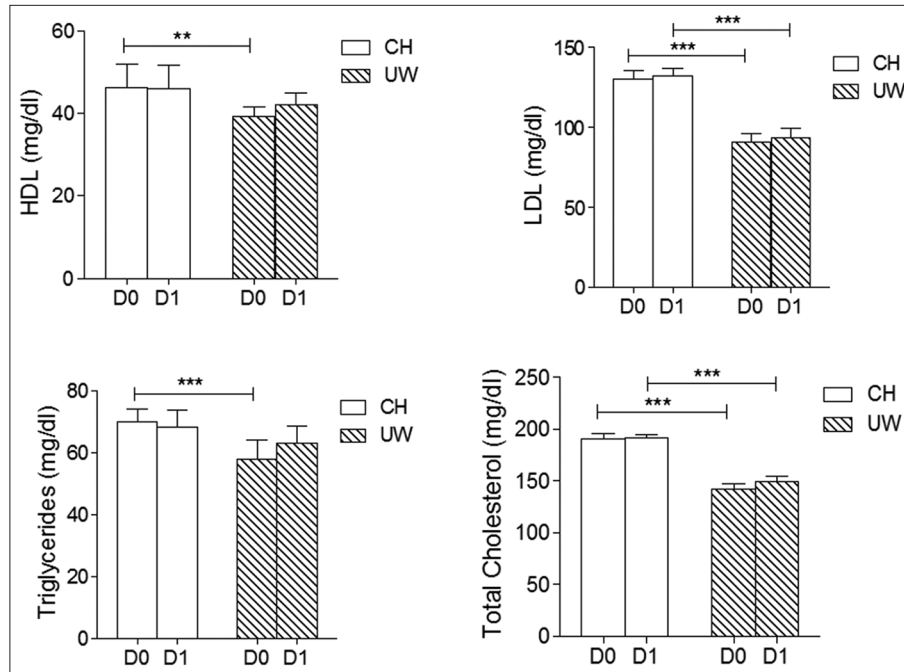 HDL (mg/dl)
60
40
20
0
**
CH
UW
D0 D1 D0 D1
LDL (mg/dl)
150
100
50
0
***
***
CH
UW
D0 D1 D0 D1
Triglycerides (mg/dl)
80
60
40
20
0
***
CH
UW
D0 D1 D0 D1
Total Cholesterol (mg/dl)
250
200
150
100
50
0
***
***
CH
UW
D0 D1 D0 D1